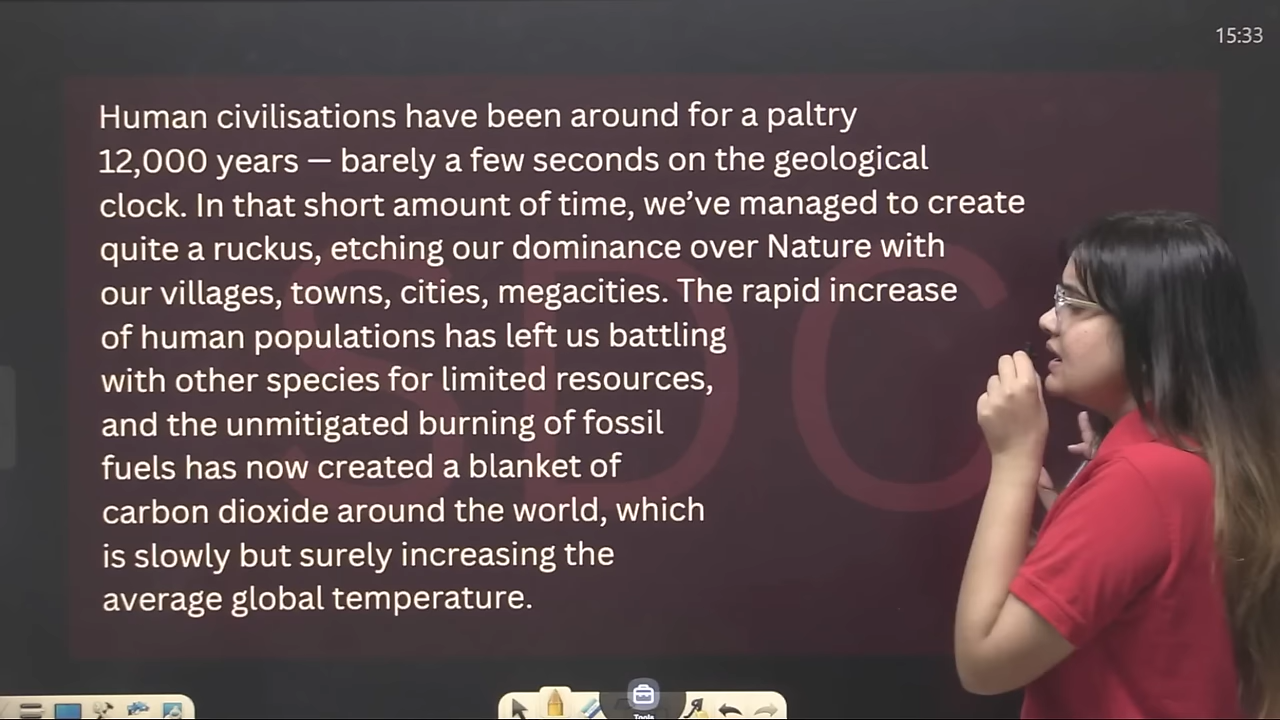 15:33
Human civilisations have been around for a paltry
12,000 years — barely a few seconds on the geological
clock. In that short amount of time, we’ve managed to create
quite a ruckus, etching our dominance over Nature with
our villages, towns, cities, megacities. The rapid increase
of human populations has left us battling
with other species for limited resources,
and the unmitigated burning of fossil
fuels has now created a blanket of
carbon dioxide around the world, which
is slowly but surely increasing the
average global temperature.
SDC
Tools